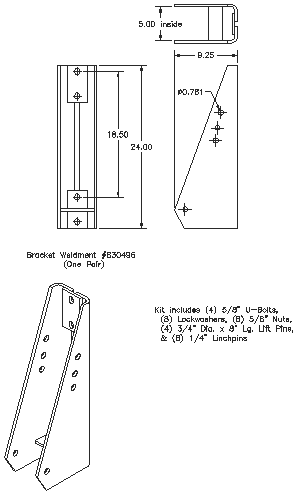 5.00 inside
9.25
Ø0.781
18.50
24.00
Bracket Weldment #630496
(One Pair)
Kit includes (4) 5/8" U-Bolts,
(8) Lockwashers, (8) 5/8" Nuts,
(4) 3/4" Dia. x 8" Lg. Lift Pins,
& (8) 1/4" Linchpins